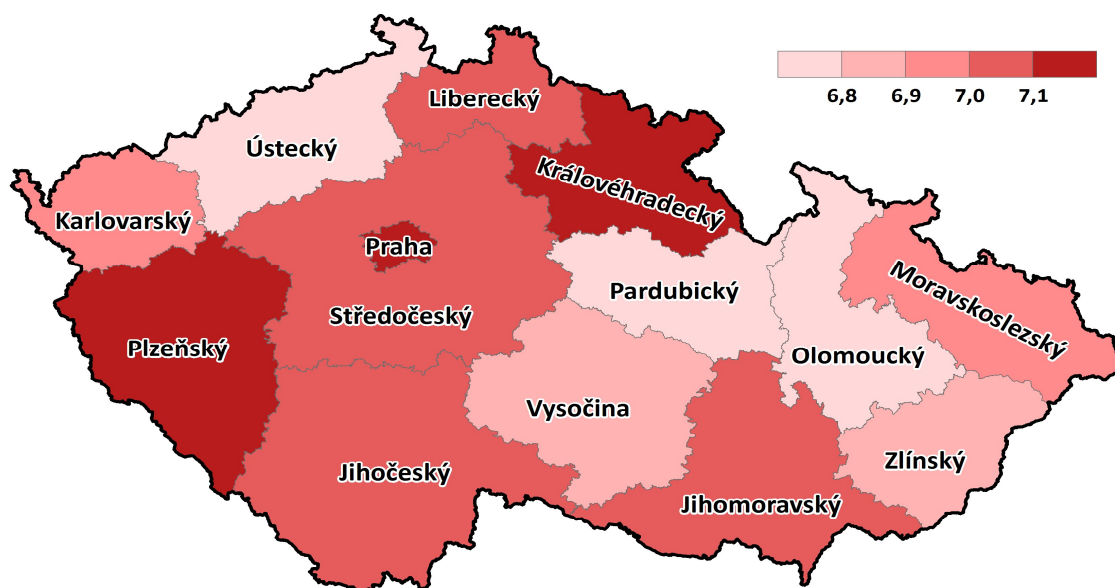 Liberecký
6,8 6,9 7,0 7,1
Ústecký
Královéhradecký
Karlovarský
Praha
Pardubický
Moravskoslezský
Středočeský
Plzeňský
Olomoucký
Vysočina
Zlínský
Jihočeský
Jihomoravský